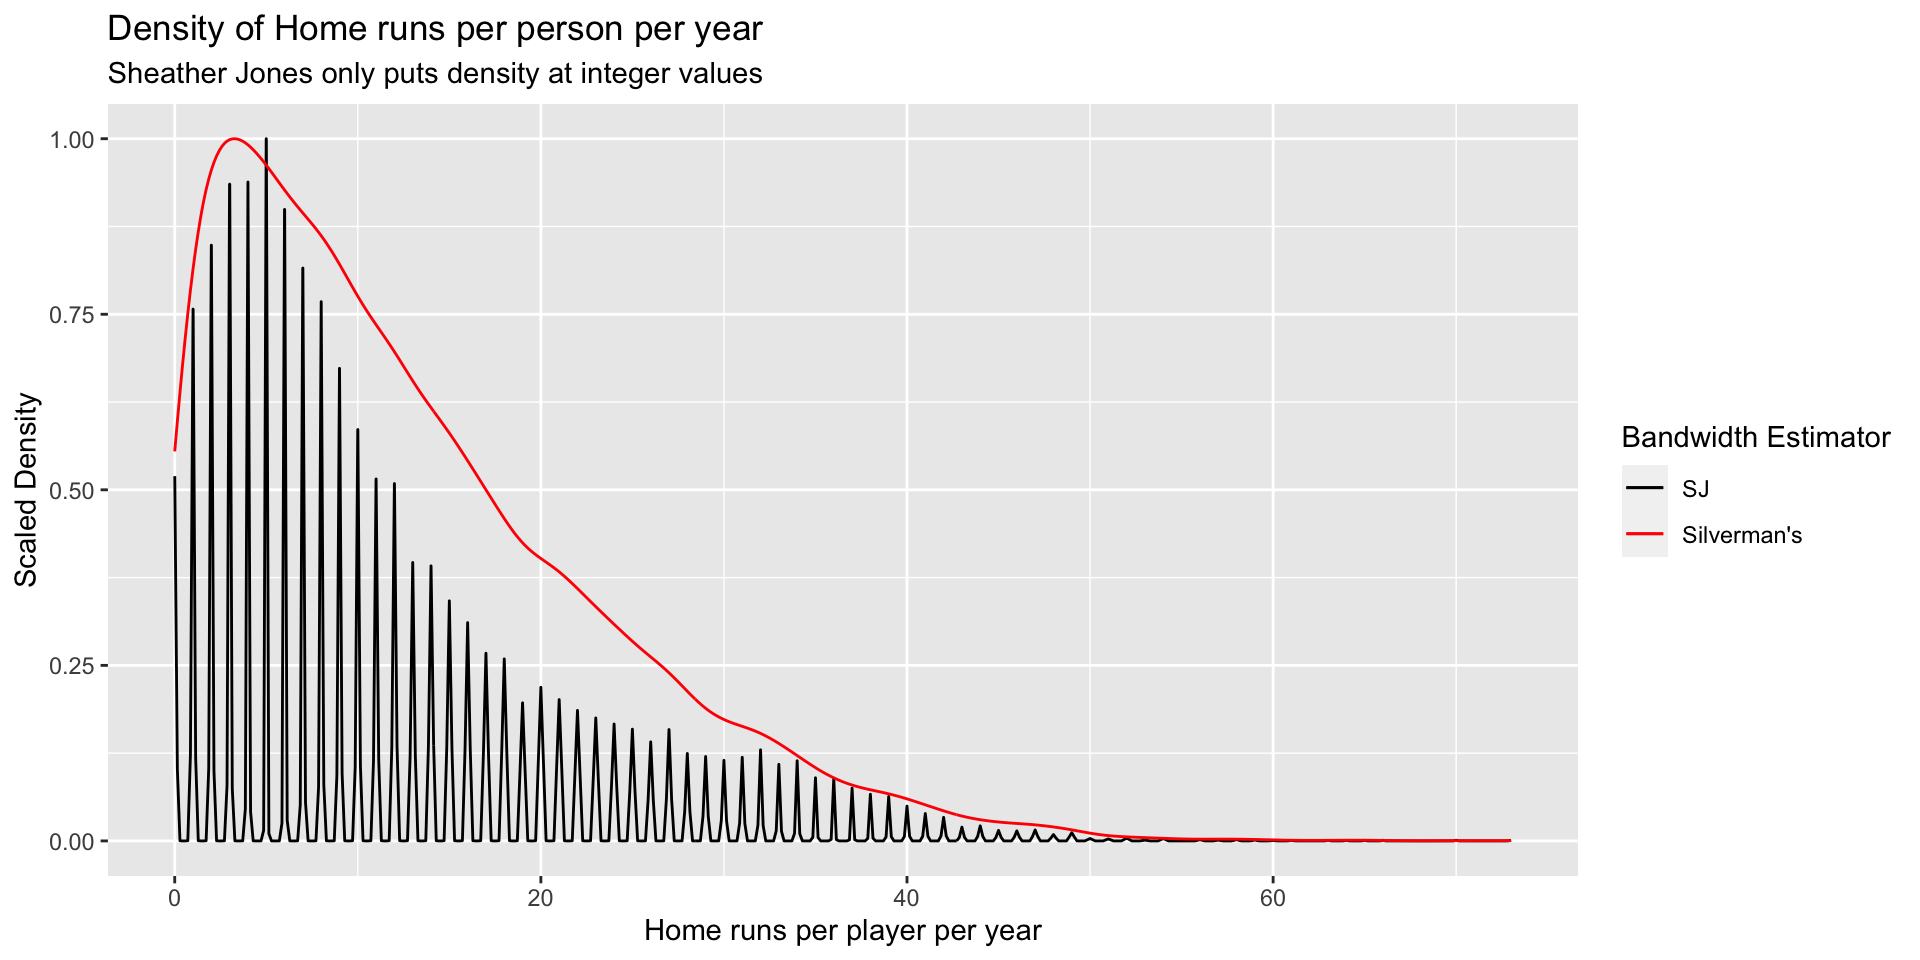 Density of Home runs per person per year
Sheather Jones only puts density at integer values
1.00
0.75
0.50
0.25
0.00
Scaled Density
0 20 40 60
Home runs per player per year
Bandwidth Estimator
SJ
Silverman's